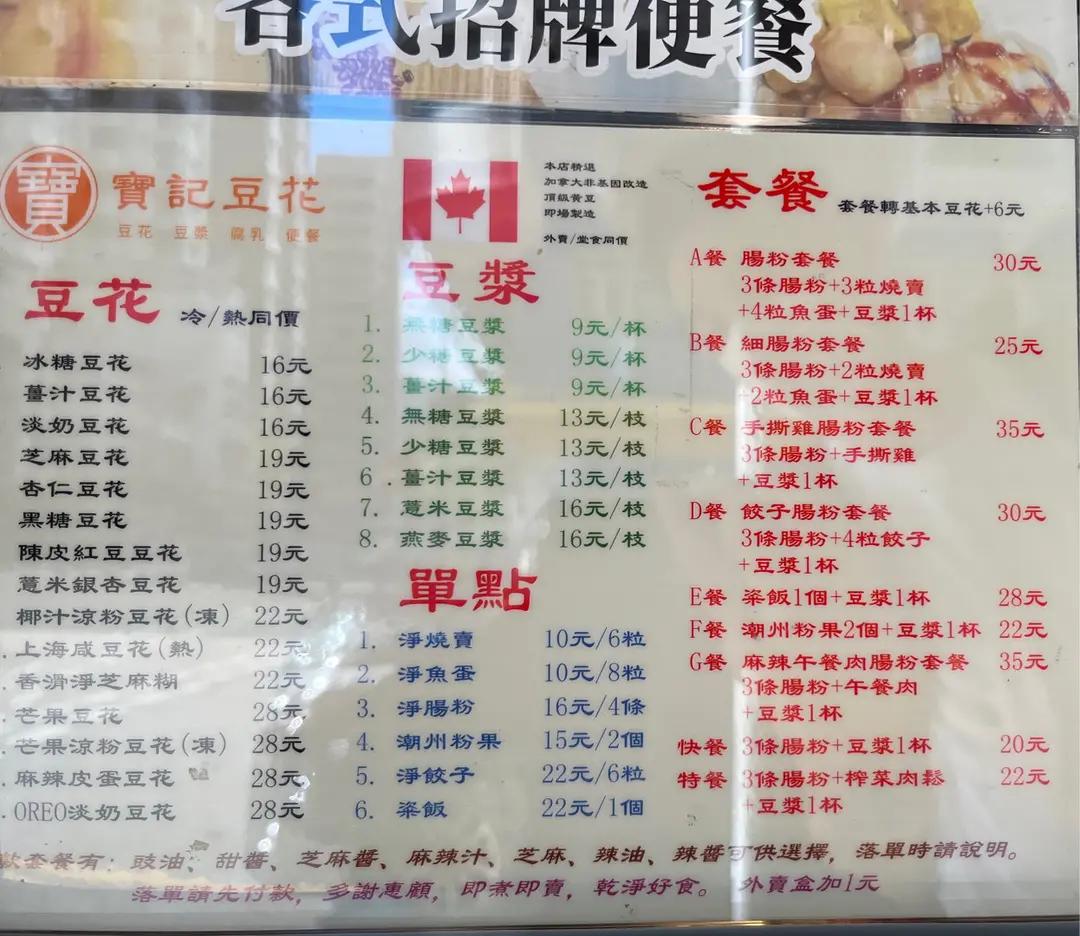 各式招牌便餐
寶
寶記豆花
豆花 豆漿 腐乳 便餐
豆花 冷/熱同價
冰糖豆花 16元
薑汁豆花 16元
淡奶豆花 16元
芝麻豆花 19元
杏仁豆花 19元
黑糖豆花 19元
陳皮紅豆豆花 19元
薏米銀杏豆花 19元
椰汁涼粉豆花(凍) 22元
上海咸豆花(熱) 22元
香滑淨芝麻糊 22元
芒果豆花 28元
芒果涼粉豆花(凍) 28元
麻辣皮蛋豆花 28元
OREO淡奶豆花 28元
本店精選
加拿大非基因改造
頂級黃豆
即場製造
外賣/堂食同價
豆漿
1. 無糖豆漿 9元/杯
2. 少糖豆漿 9元/杯
3. 薑汁豆漿 9元/杯
4. 無糖豆漿 13元/枝
5. 少糖豆漿 13元/枝
6. 薑汁豆漿 13元/枝
7. 薏米豆漿 16元/枝
8. 燕麥豆漿 16元/枝
單點
1. 淨燒賣 10元/6粒
2. 淨魚蛋 10元/8粒
3. 淨腸粉 16元/4條
4. 潮州粉果 15元/2個
5. 淨餃子 22元/6粒
6. 粢飯 22元/1個
套餐 套餐轉基本豆花+6元
A餐 腸粉套餐 30元
3條腸粉+3粒燒賣
+4粒魚蛋+豆漿1杯
B餐 細腸粉套餐 25元
3條腸粉+2粒燒賣
+2粒魚蛋+豆漿1杯
C餐 手撕雞腸粉套餐 35元
3條腸粉+手撕雞
+豆漿1杯
D餐 餃子腸粉套餐 30元
3條腸粉+4粒餃子
+豆漿1杯
E餐 粢飯1個+豆漿1杯 28元
F餐 潮州粉果2個+豆漿1杯 22元
G餐 麻辣午餐肉腸粉套餐 35元
3條腸粉+午餐肉
+豆漿1杯
快餐 3條腸粉+豆漿1杯 20元
特餐 3條腸粉+榨菜肉鬆 22元
+豆漿1杯
款套餐有：豉油、甜醬、芝麻醬、麻辣汁、芝麻、辣油、辣醬可供選擇，落單時請說明。
落單請先付款，多謝惠顧，即煮即賣，乾淨好食。 外賣盒加1元